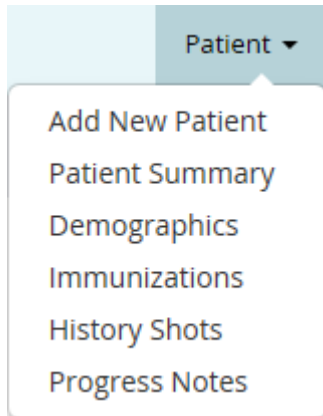 Patient
Add New Patient
Patient Summary
Demographics
Immunizations
History Shots
Progress Notes